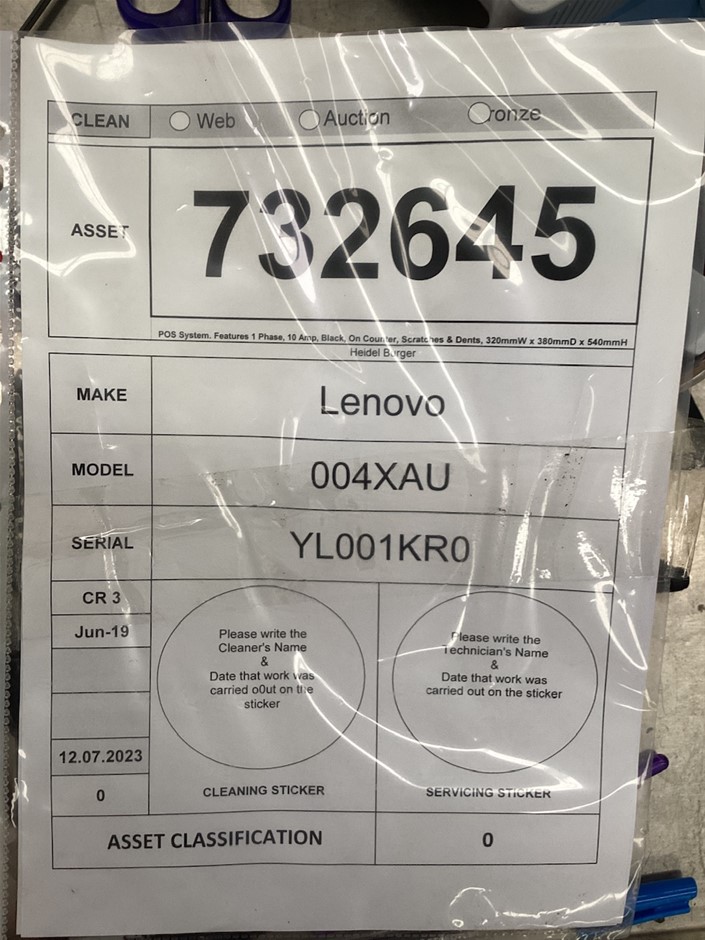 CLEAN Web Auction ronze
ASSET 732645
POS System. Features 1 Phase, 10 Amp, Black, On Counter, Scratches & Dents, 320mmW x 380mmD x 540mmH
Heidel Burger
MAKE Lenovo
MODEL 004XAU
SERIAL YL001KR0
CR 3
Jun-19
12.07.2023
0
Please write the
Cleaner's Name
&
Date that work was
carried o0ut on the
sticker
CLEANING STICKER
Please write the
Technician's Name
&
Date that work was
carried out on the sticker
SERVICING STICKER
ASSET CLASSIFICATION 0